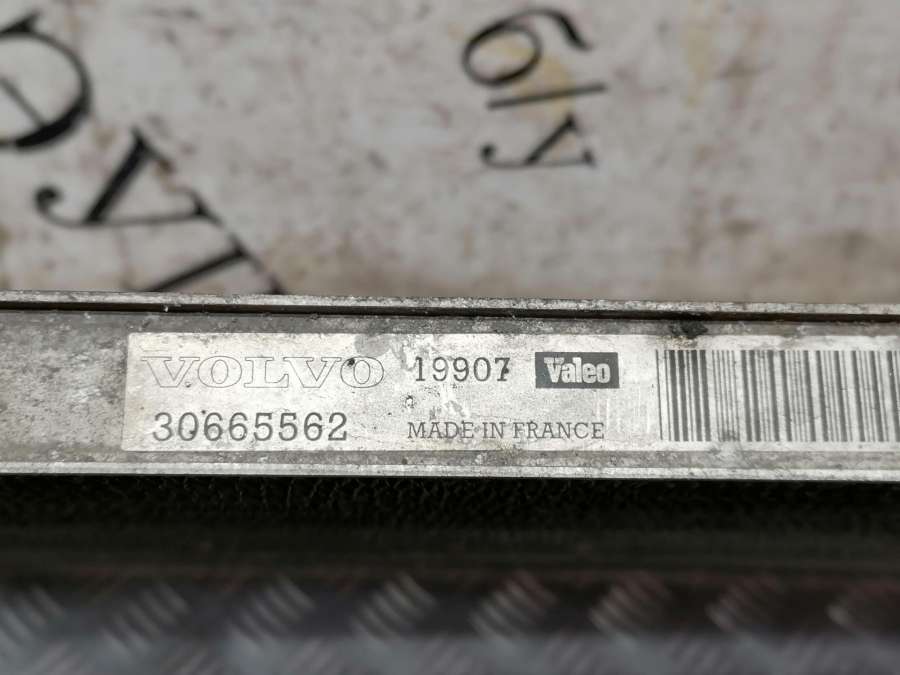 б/у
VOLVO 19907 Valeo
30665562 MADE IN FRANCE